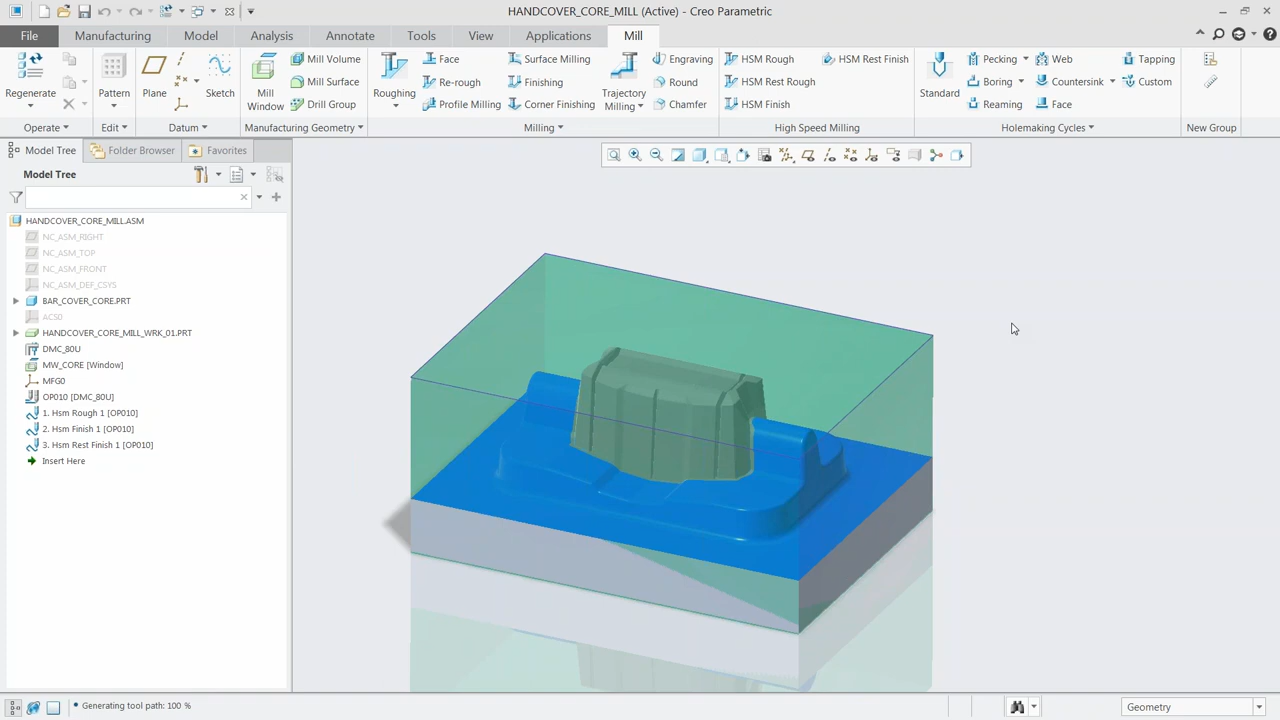 HANDCOVER_CORE_MILL (Active) - Creo Parametric
File Manufacturing Model Analysis Annotate Tools View Applications Mill
Mill Volume Face Surface Milling Engraving HSM Rough HSM Rest Finish Pecking Web Tapping
Regenerate Pattern Plane Sketch Mill Window Mill Surface Roughing Re-rough Finishing Trajectory Milling Round HSM Rest Rough Standard Boring Countersink Custom
Drill Group Profile Milling Corner Finishing Chamfer HSM Finish Reaming Face
Operate Edit Datum Manufacturing Geometry Milling High Speed Milling Holemaking Cycles New Group
Model Tree Folder Browser Favorites
Model Tree
HANDCOVER_CORE_MILL.ASM
NC_ASM_RIGHT
NC_ASM_TOP
NC_ASM_FRONT
NC_ASM_DEF_CSYS
BAR_COVER_CORE.PRT
ACS0
HANDCOVER_CORE_MILL_WRK_01.PRT
DMC_80U
MW_CORE [Window]
MFG0
OP010 [DMC_80U]
1. Hsm Rough 1 [OP010]
2. Hsm Finish 1 [OP010]
3. Hsm Rest Finish 1 [OP010]
Insert Here
• Generating tool path: 100 %
Geometry